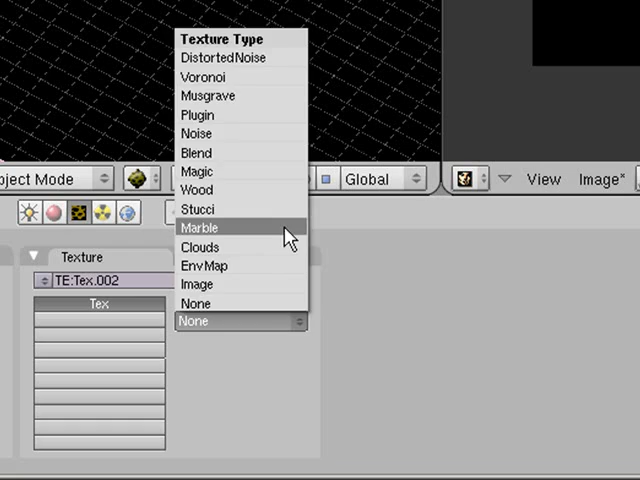 Texture Type
DistortedNoise
Voronoi
Musgrave
Plugin
Noise
Blend
Magic
Wood
Stucci
Marble
Clouds
EnvMap
Image
None
None
bject Mode
Global
View
Image*
Texture
TE:Tex.002
Tex